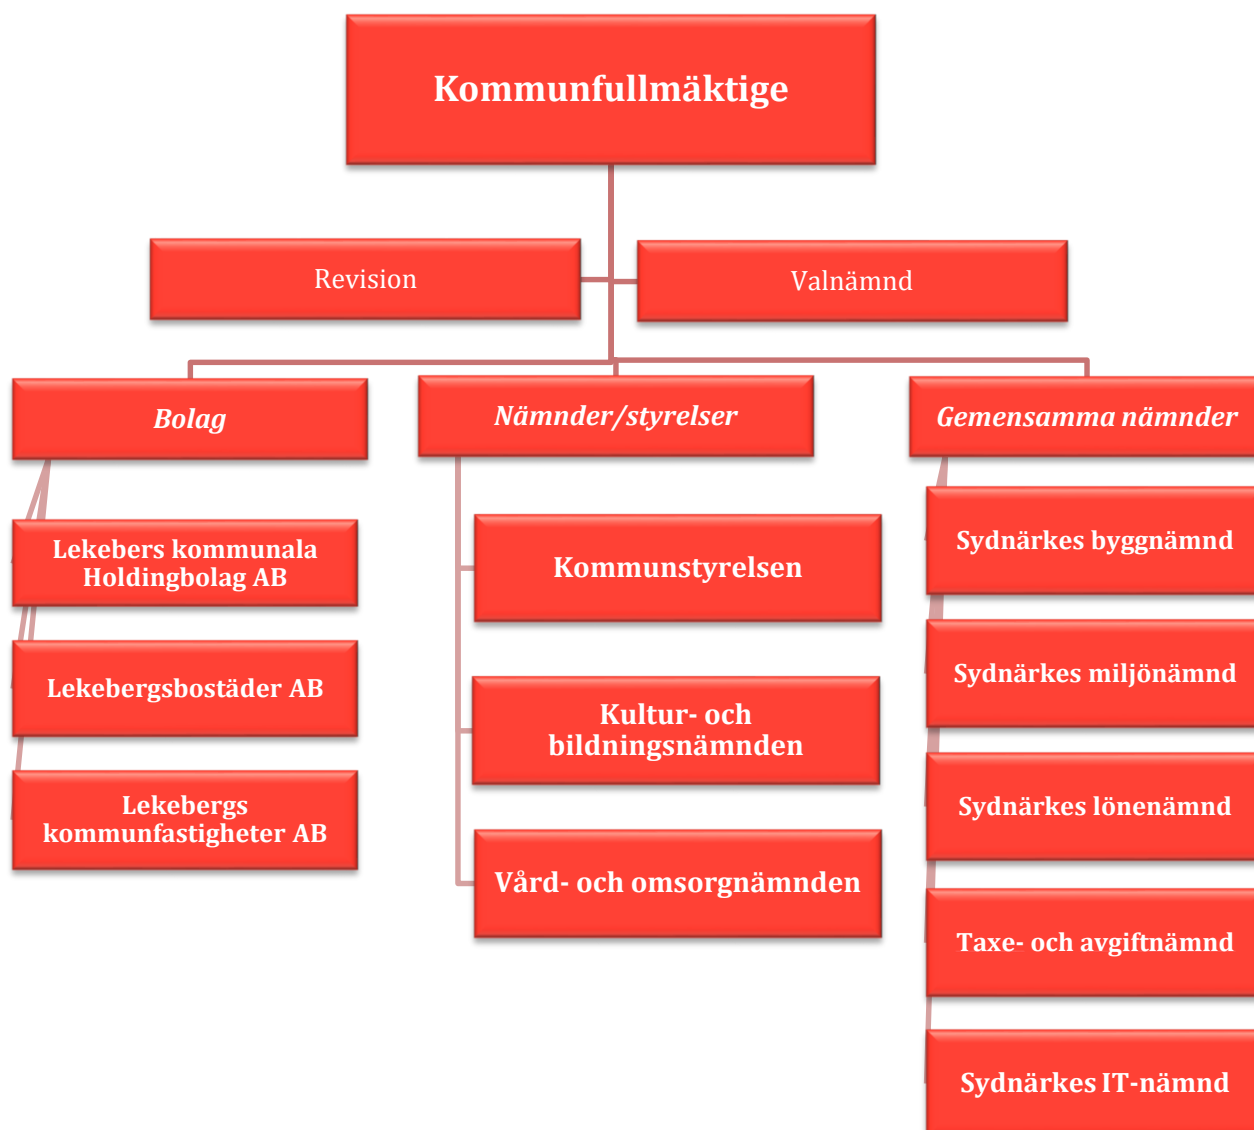 Kommunfullmäktige
Revision
Valnämnd
Bolag
Lekebers kommunala
Holdingbolag AB
Lekebergsbostäder AB
Lekebergs
kommunfastigheter AB
Nämnder/styrelser
Kommunstyrelsen
Kultur- och
bildningsnämnden
Vård- och omsorgnämnden
Gemensamma nämnder
Sydnärkes byggnämnd
Sydnärkes miljönämnd
Sydnärkes lönenämnd
Taxe- och avgiftnämnd
Sydnärkes IT-nämnd